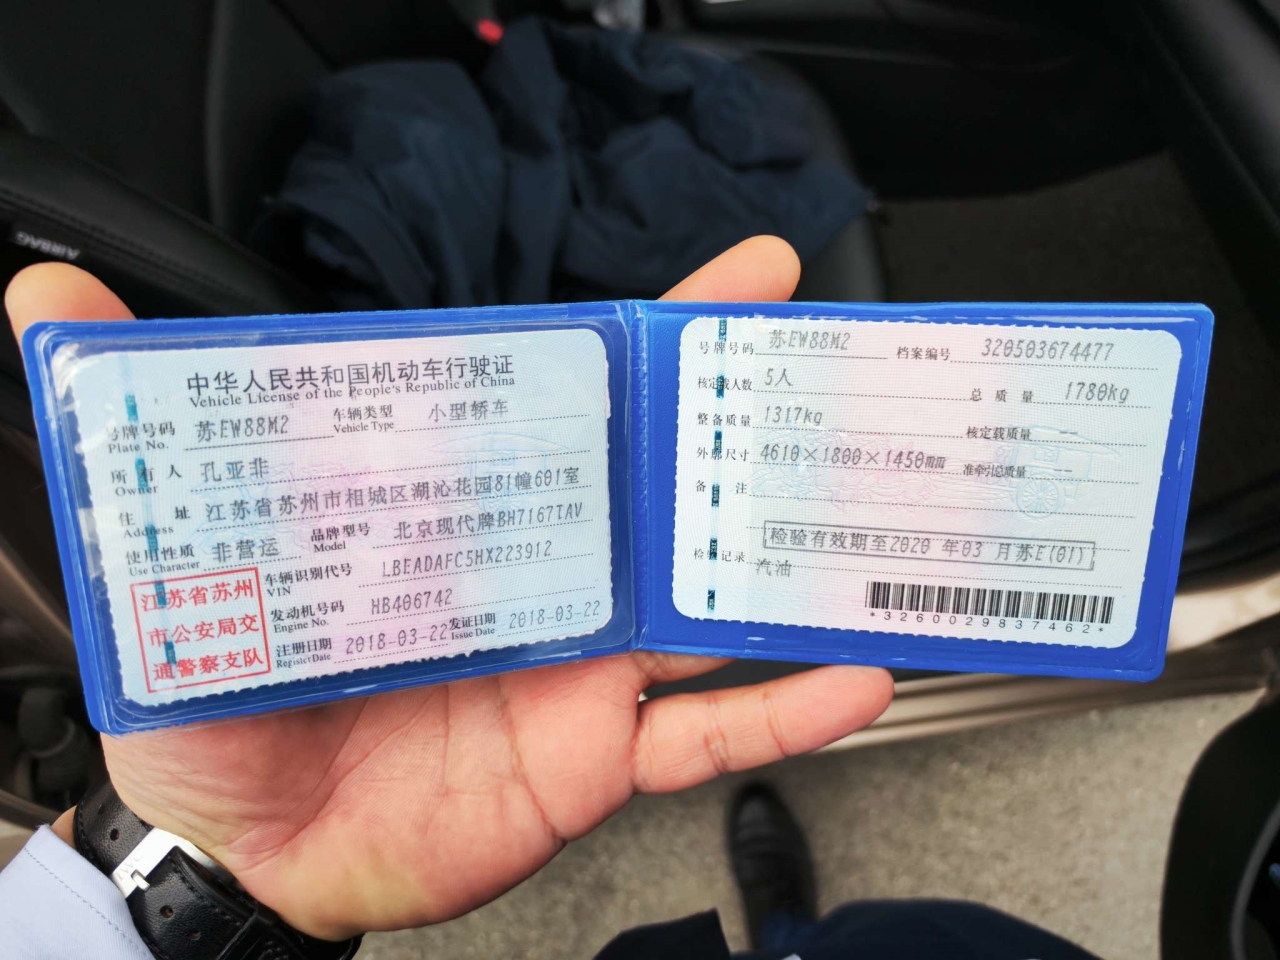 AIRBAG
中华人民共和国机动车行驶证
Vehicle License of the People's Republic of China
号牌号码 苏EW88M2 车辆类型 小型轿车
Plate No. Vehicle Type
所有人 孔亚非
Owner
住址 江苏省苏州市相城区湖沁花园81幢601室
Address
使用性质 非营运 品牌型号 北京现代牌BH7167TAV
Use Character Model
车辆识别代号 LBEADAFC5HX223912
VIN
发动机号码 HB406742
Engine No.
注册日期 2018-03-22 发证日期 2018-03-22
Register Date Issue Date
江苏省苏州
市公安局交
通警察支队
号牌号码 苏EW88M2 档案编号 320503674477
核定载人数 5人 总质量 1780kg
整备质量 1317kg 核定载质量 --
外廓尺寸 4610×1800×1450mm 准牵引总质量 --
备注
检验有效期至2020年03月苏E(01)
检验记录
汽油
*3260029837462*